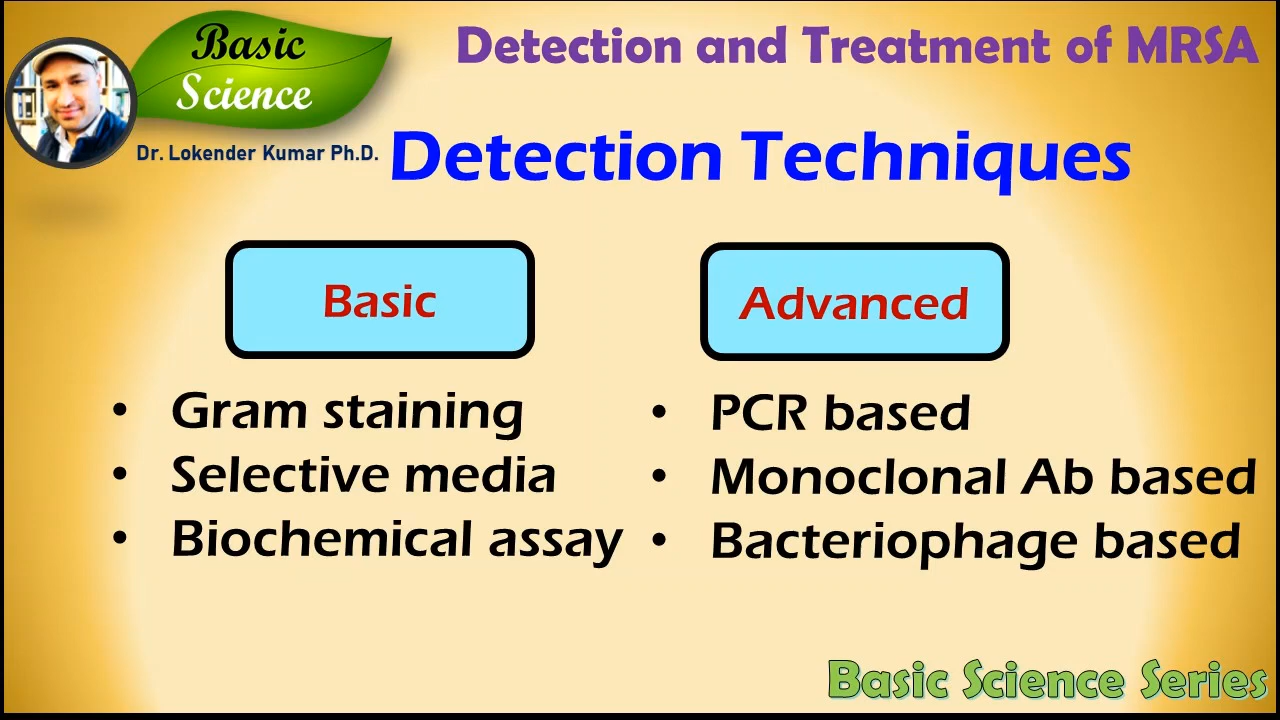 Basic
Science
Dr. Lokender Kumar Ph.D.
Detection and Treatment of MRSA
Detection Techniques
Basic
• Gram staining
• Selective media
• Biochemical assay
Advanced
• PCR based
• Monoclonal Ab based
• Bacteriophage based
Basic Science Series